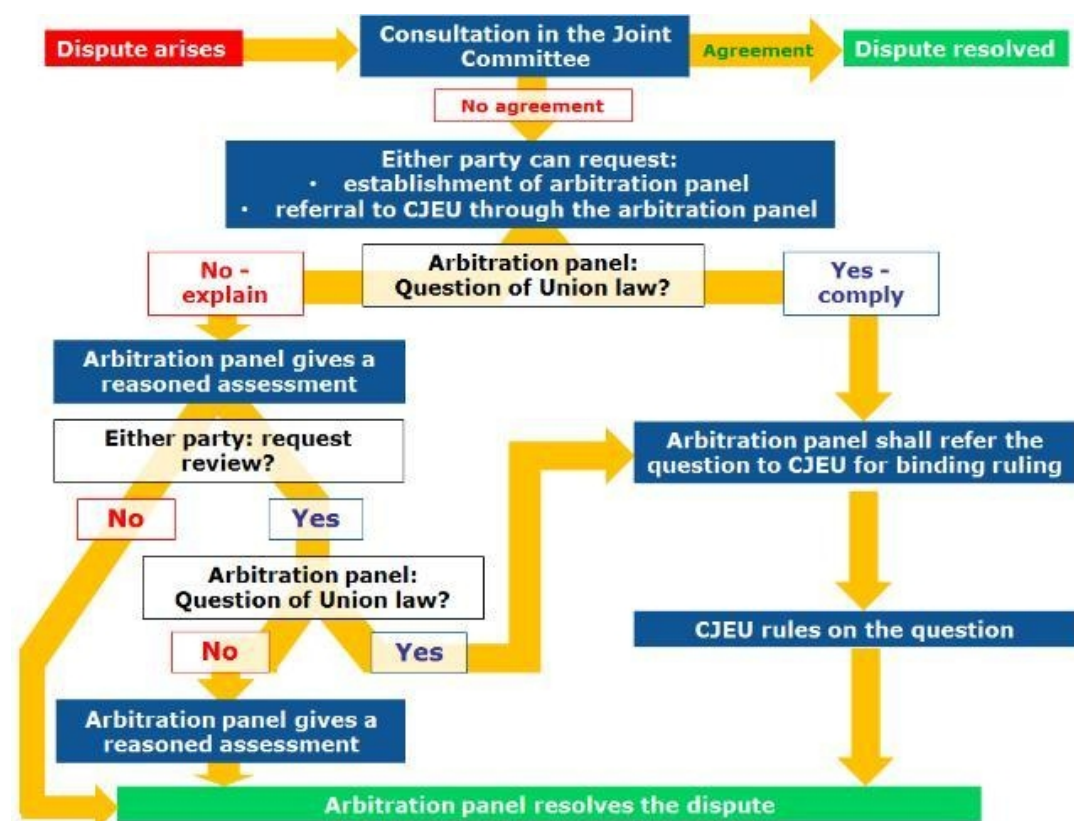 Dispute arises
Consultation in the Joint
Committee
Agreement
Dispute resolved
No agreement
Either party can request:
• establishment of arbitration panel
• referral to CJEU through the arbitration panel
No -
explain
Arbitration panel:
Question of Union law?
Yes -
comply
Arbitration panel gives a
reasoned assessment
Either party: request
review?
Arbitration panel shall refer the
question to CJEU for binding ruling
No
Yes
Arbitration panel:
Question of Union law?
No
Yes
CJEU rules on the question
Arbitration panel gives a
reasoned assessment
Arbitration panel resolves the dispute